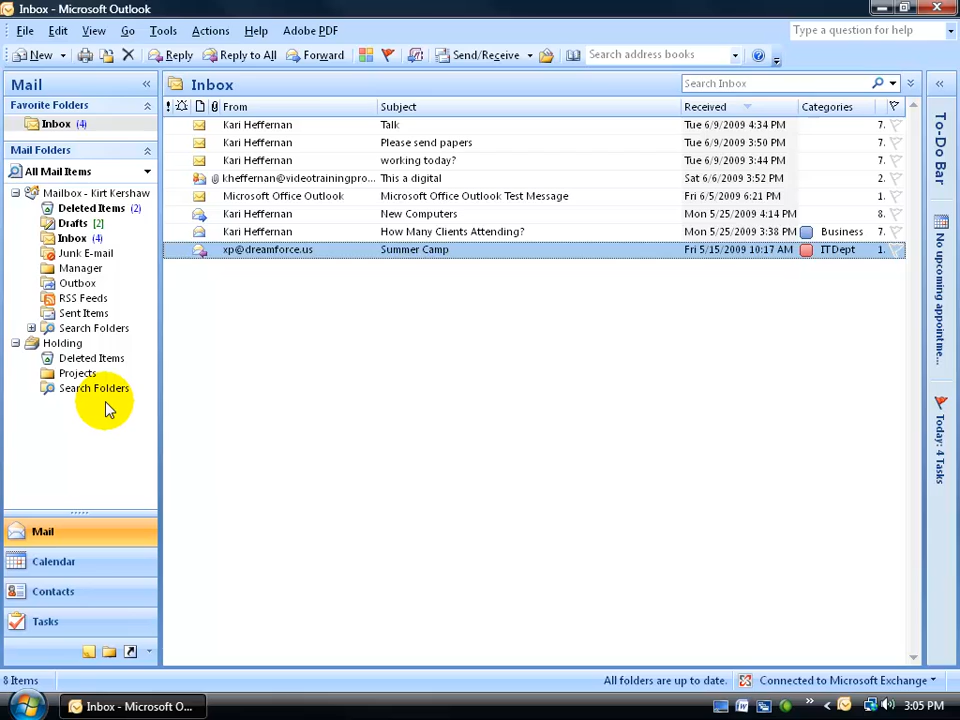 Inbox - Microsoft Outlook
File Edit View Go Tools Actions Help Adobe PDF Type a question for help
New Reply Reply to All Forward Send/Receive Search address books
Mail «
Favorite Folders
Inbox (4)
Mail Folders
All Mail Items
Mailbox - Kirt Kershaw
Deleted Items (2)
Drafts [2]
Inbox (4)
Junk E-mail
Manager
Outbox
RSS Feeds
Sent Items
Search Folders
Holding
Deleted Items
Projects
Search Folders
Mail
Calendar
Contacts
Tasks
Inbox Search Inbox
! From Subject Received Categories
Kari Heffernan Talk Tue 6/9/2009 4:34 PM 7.
Kari Heffernan Please send papers Tue 6/9/2009 3:50 PM 7.
Kari Heffernan working today? Tue 6/9/2009 3:44 PM 7.
kheffernan@videotrainingpro... This a digital Sat 6/6/2009 3:52 PM 2.
Microsoft Office Outlook Microsoft Office Outlook Test Message Fri 6/5/2009 6:21 PM 1.
Kari Heffernan New Computers Mon 5/25/2009 4:14 PM 8.
Kari Heffernan How Many Clients Attending? Mon 5/25/2009 3:38 PM Business 7.
xp@dreamforce.us Summer Camp Fri 5/15/2009 10:17 AM ITDept 1.
«
To-Do Bar
No upcoming appointme...
Today: 4 Tasks
8 Items All folders are up to date. Connected to Microsoft Exchange
Inbox - Microsoft O... » 3:05 PM